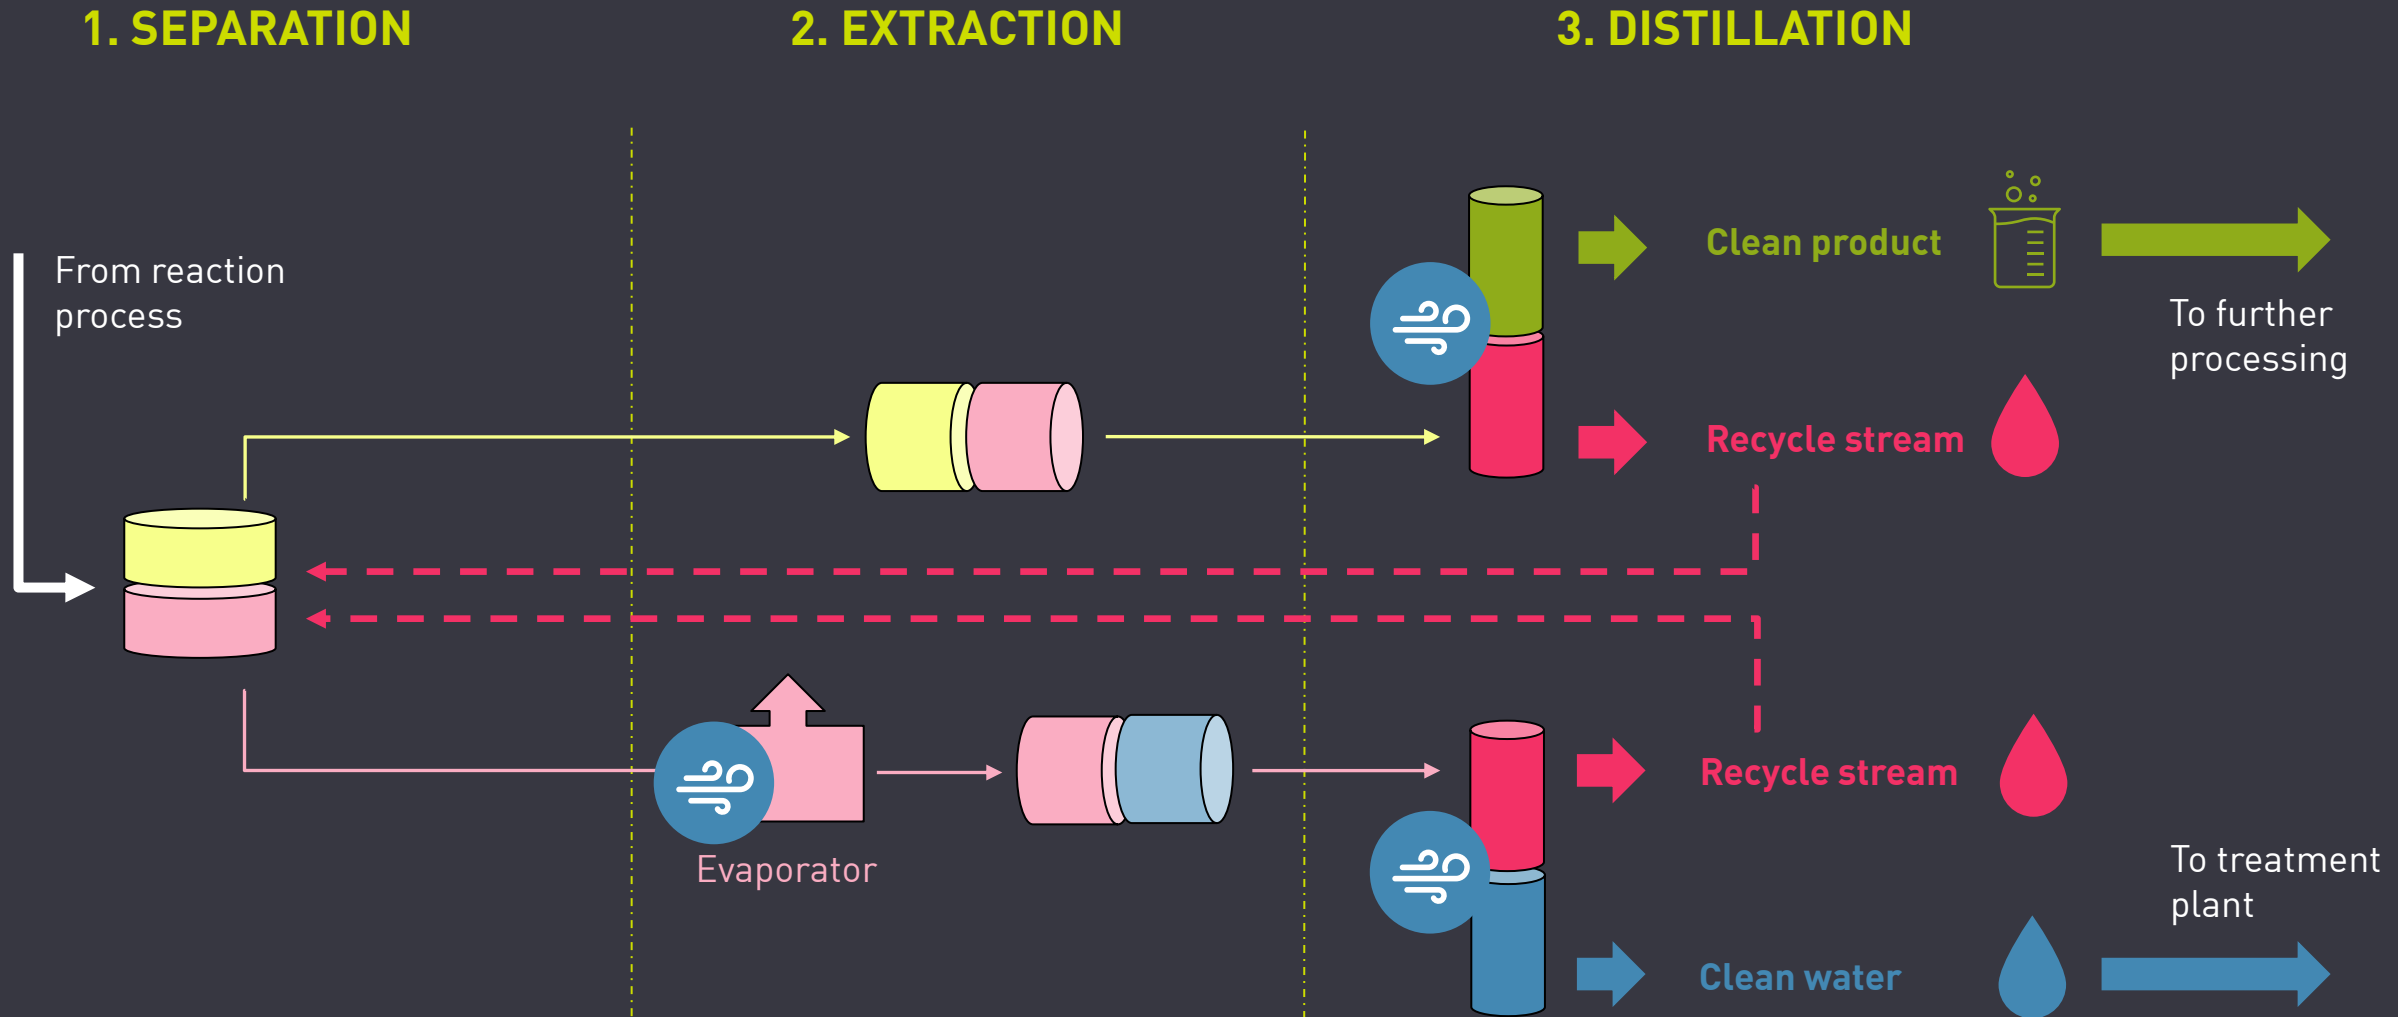 1. SEPARATION
2. EXTRACTION
3. DISTILLATION
From reaction
process
Clean product
To further
processing
Recycle stream
Evaporator
Recycle stream
To treatment
plant
Clean water